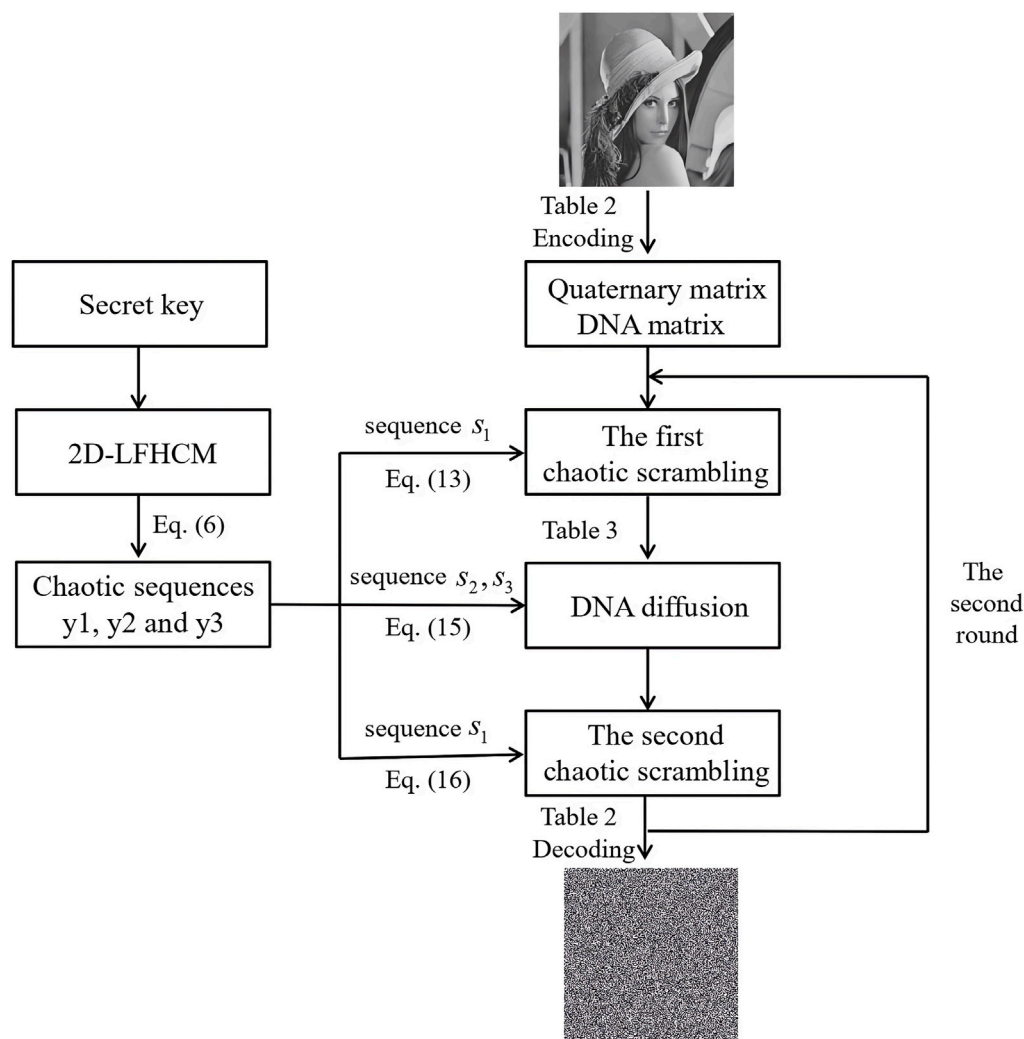 Table 2
Encoding
Secret key
Quaternary matrix
DNA matrix
2D-LFHCM
sequence s₁
Eq. (13)
The first
chaotic scrambling
Eq. (6)
Table 3
Chaotic sequences
y1, y2 and y3
sequence s₂, s₃
Eq. (15)
DNA diffusion
The
second
round
sequence s₁
Eq. (16)
The second
chaotic scrambling
Table 2
Decoding